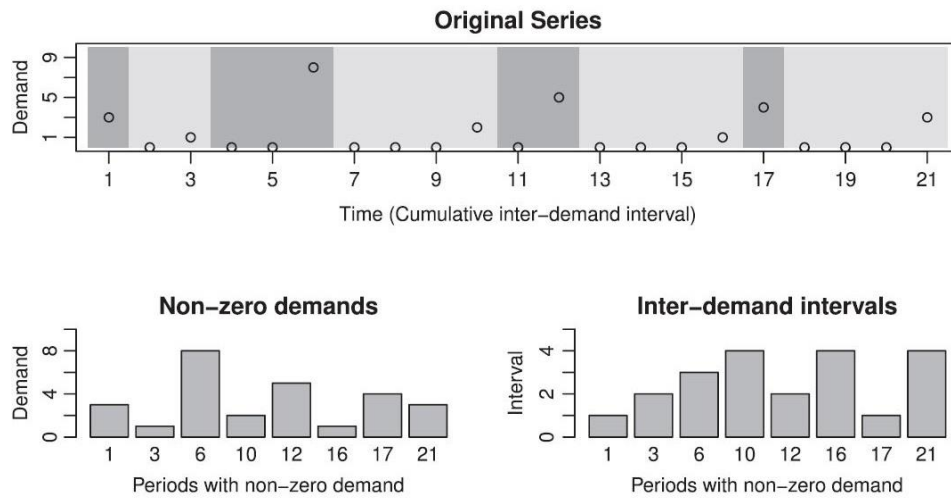 Original Series
Demand
9
5
1
1 3 5 7 9 11 13 15 17 19 21
Time (Cumulative inter−demand interval)
Non−zero demands
Demand
8
4
0
1 3 6 10 12 16 17 21
Periods with non−zero demand
Inter−demand intervals
Interval
4
2
0
1 3 6 10 12 16 17 21
Periods with non−zero demand